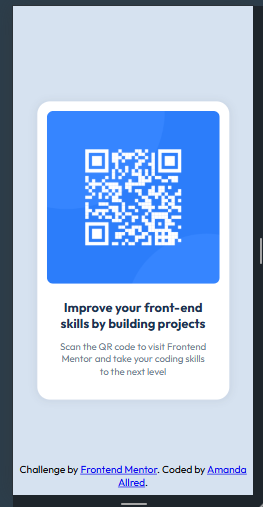 Improve your front-end
skills by building projects
Scan the QR code to visit Frontend
Mentor and take your coding skills
to the next level
Challenge by Frontend Mentor. Coded by Amanda
Allred.